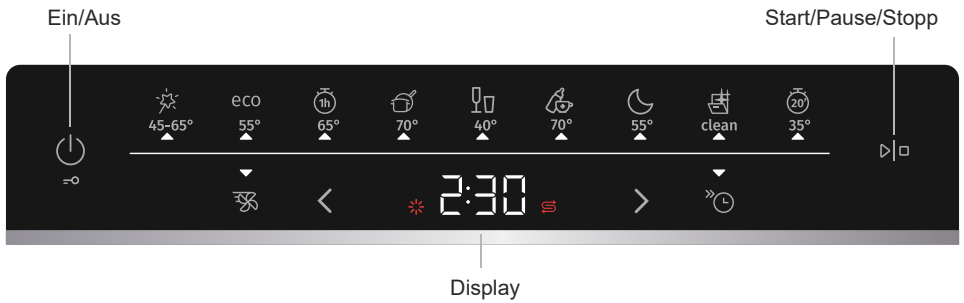 Ein/Aus Start/Pause/Stopp
eco 1h 20'
45-65° 55° 65° 70° 40° 70° 55° clean 35°
2:30
Display